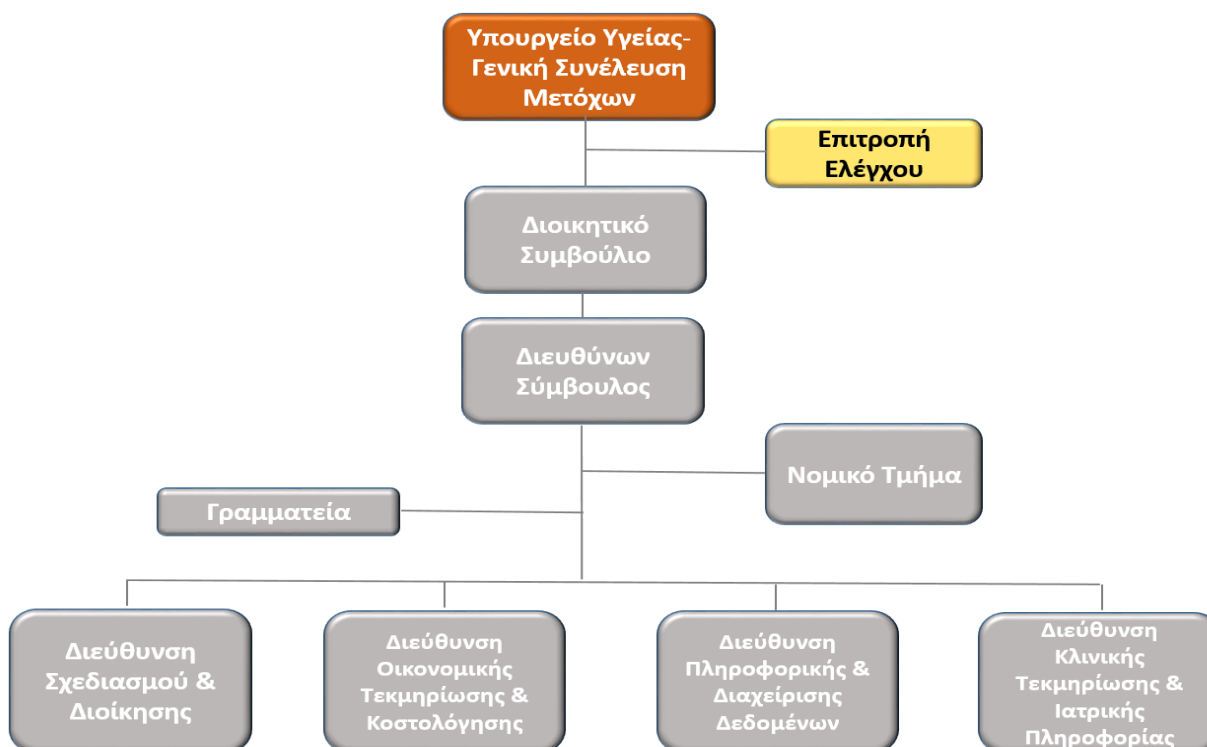 Υπουργείο Υγείας-
Γενική Συνέλευση
Μετόχων
Επιτροπή
Ελέγχου
Διοικητικό
Συμβούλιο
Διευθύνων
Σύμβουλος
Νομικό Τμήμα
Γραμματεία
Διεύθυνση
Σχεδιασμού &
Διοίκησης
Διεύθυνση
Οικονομικής
Τεκμηρίωσης &
Κοστολόγησης
Διεύθυνση
Πληροφορικής &
Διαχείρισης
Δεδομένων
Διεύθυνση
Κλινικής
Τεκμηρίωσης &
Ιατρικής
Πληροφορίας